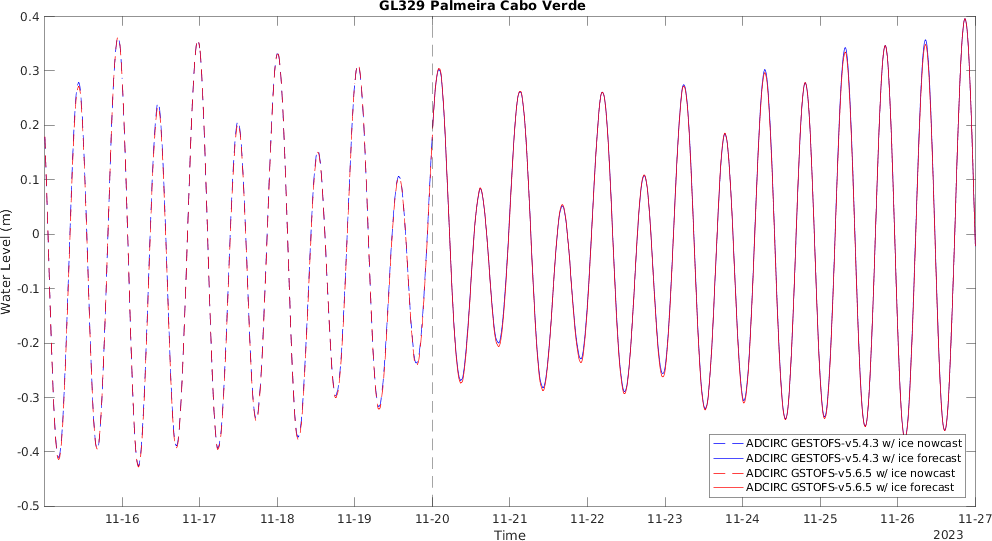 GL329 Palmeira Cabo Verde
0.4
0.3
0.2
0.1
0
-0.1
-0.2
-0.3
-0.4
-0.5
Water Level (m)
ADCIRC GESTOFS-v5.4.3 w/ ice nowcast
ADCIRC GESTOFS-v5.4.3 w/ ice forecast
ADCIRC GSTOFS-v5.6.5 w/ ice nowcast
ADCIRC GSTOFS-v5.6.5 w/ ice forecast
11-16 11-17 11-18 11-19 11-20 11-21 11-22 11-23 11-24 11-25 11-26 11-27
Time
2023